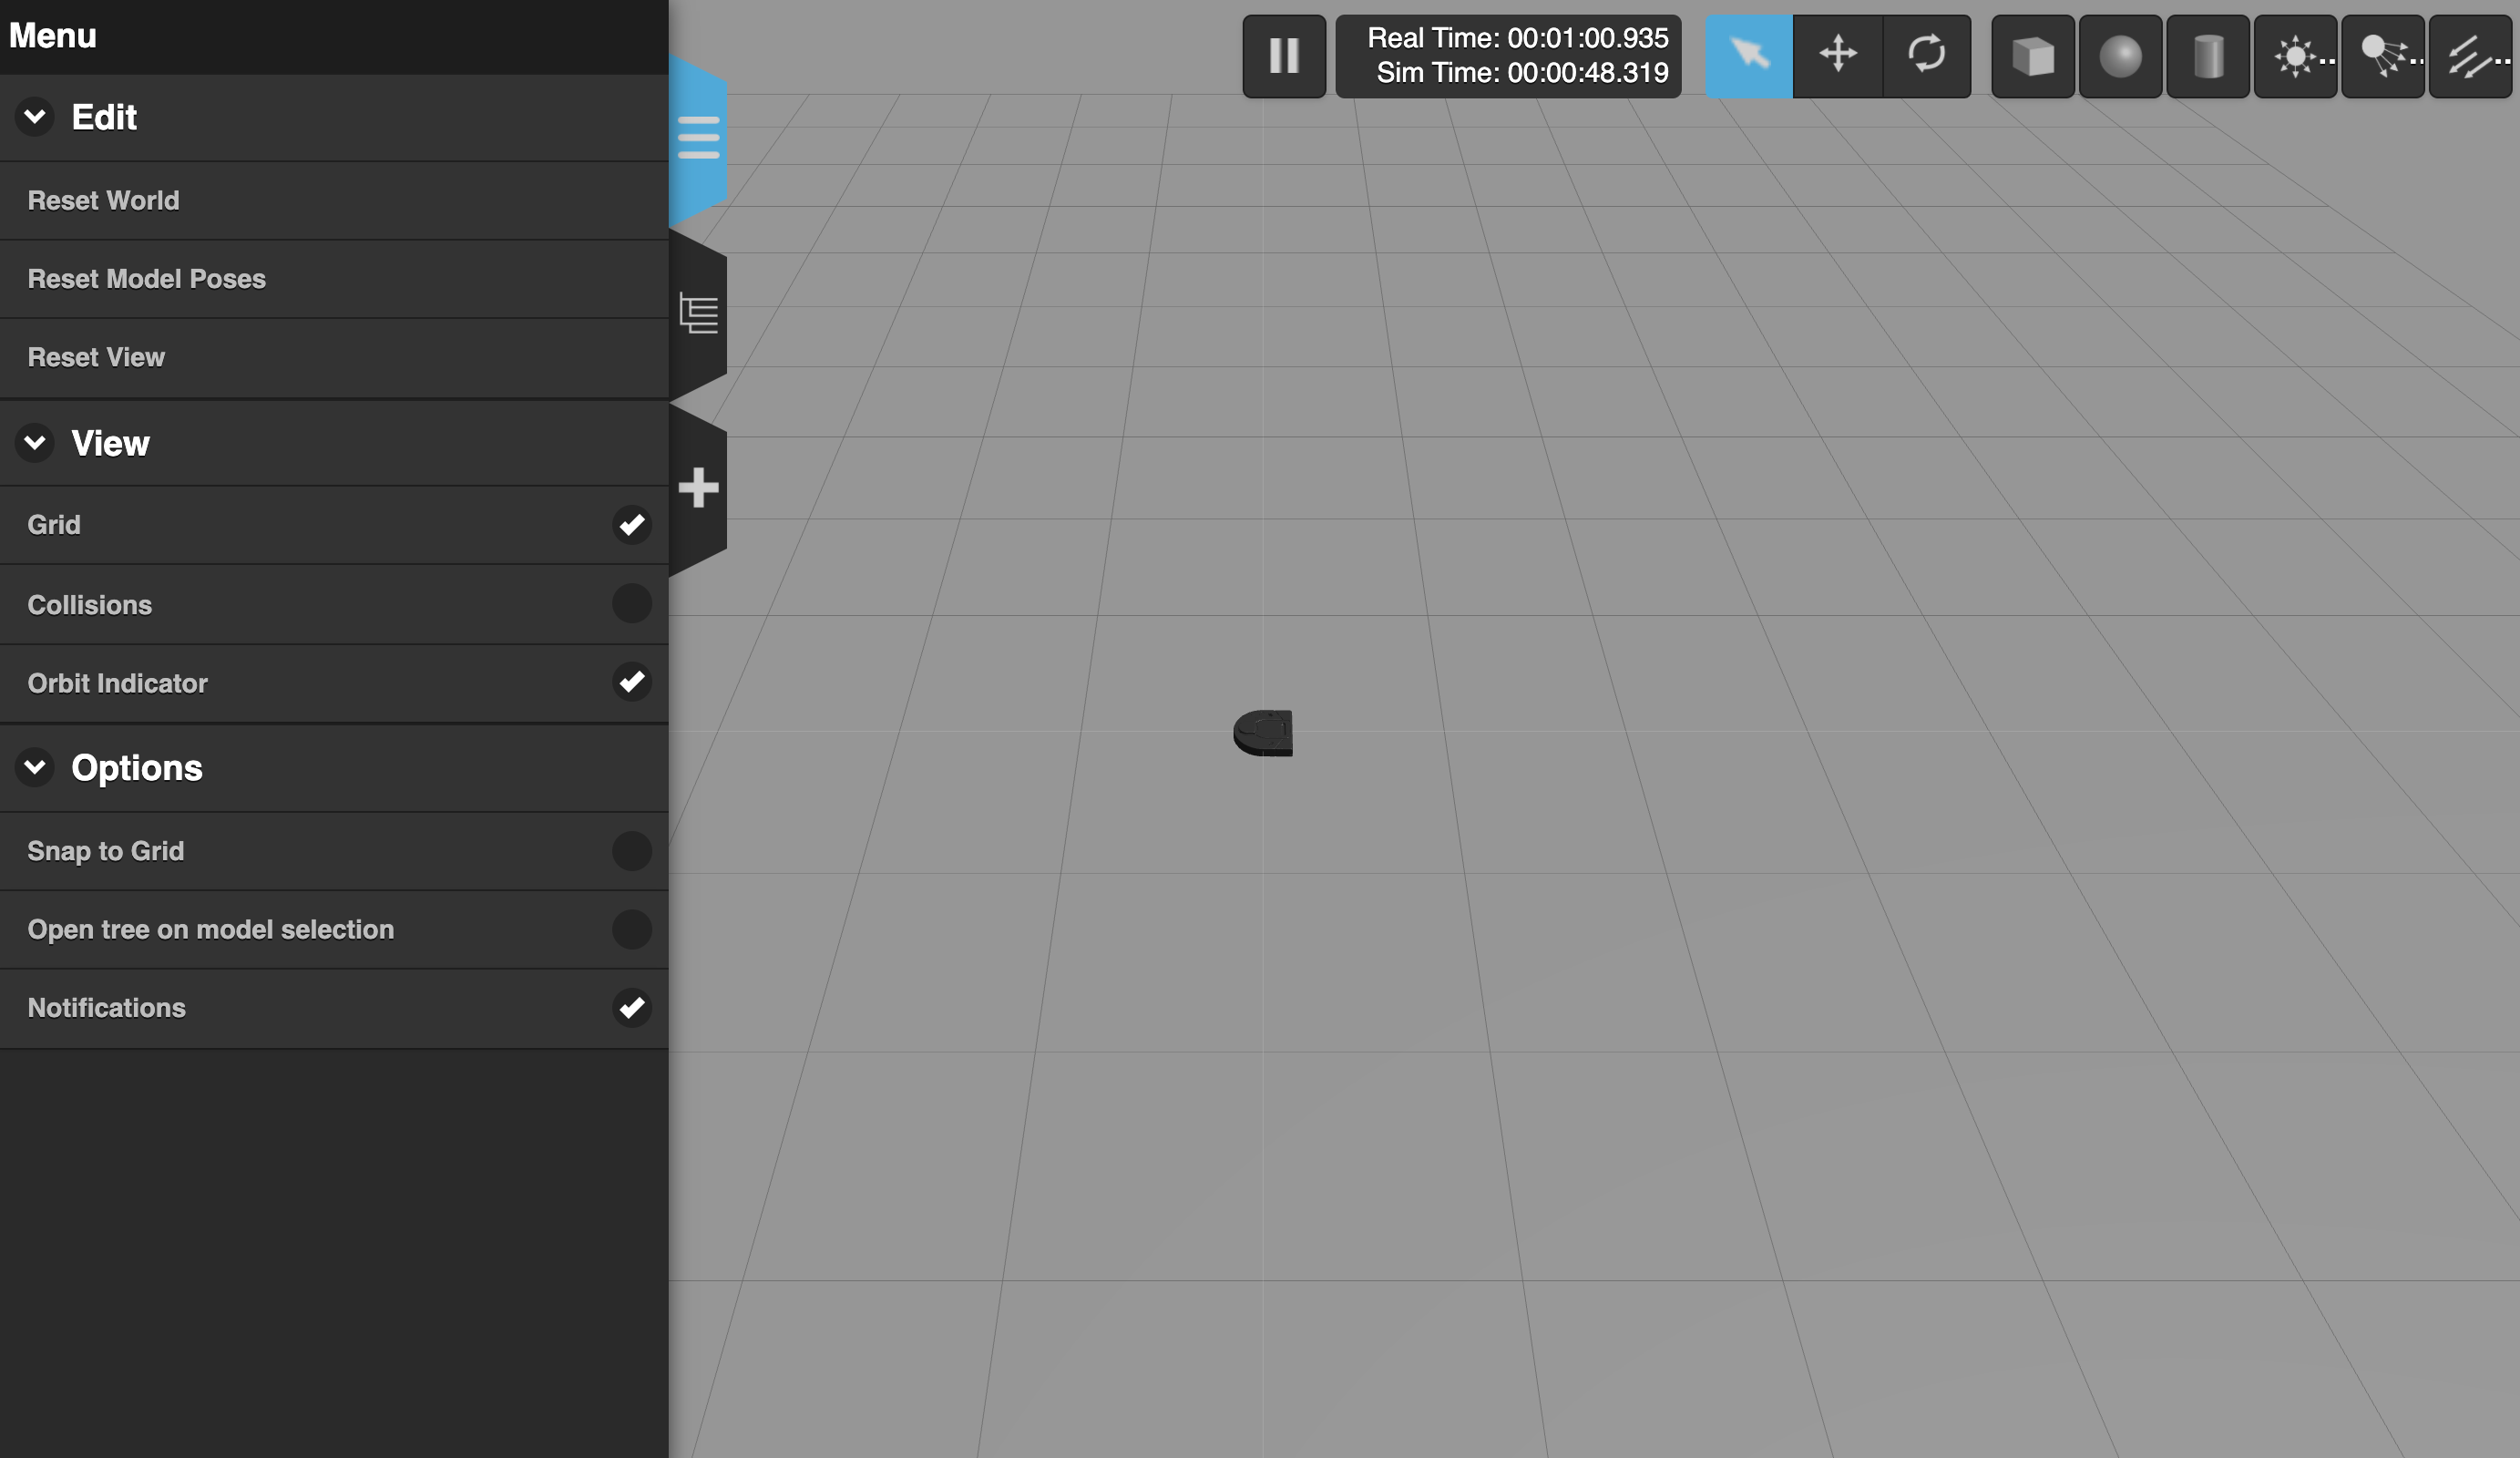 Menu
Real Time: 00:01:00.935
Sim Time: 00:00:48.319
Edit
Reset World
Reset Model Poses
Reset View
View
Grid
Collisions
Orbit Indicator
Options
Snap to Grid
Open tree on model selection
Notifications